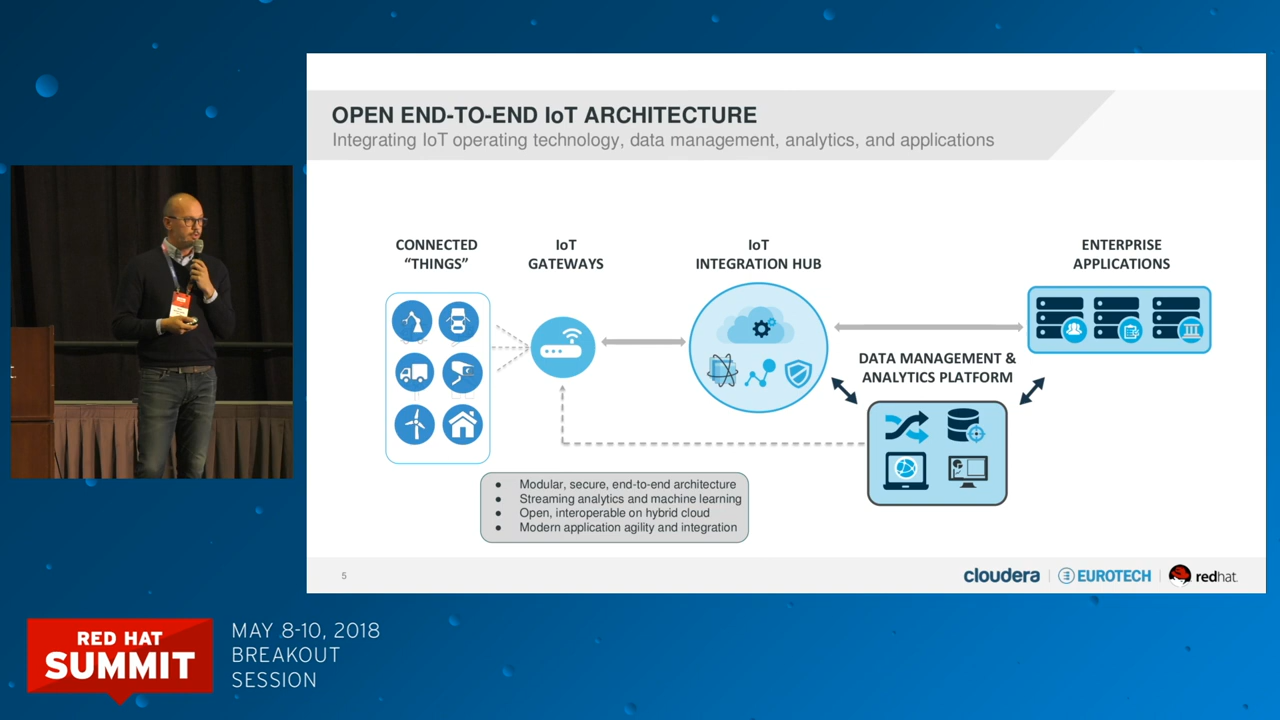 OPEN END-TO-END IoT ARCHITECTURE
Integrating IoT operating technology, data management, analytics, and applications
CONNECTED
“THINGS”
IoT
GATEWAYS
IoT
INTEGRATION HUB
ENTERPRISE
APPLICATIONS
DATA MANAGEMENT &
ANALYTICS PLATFORM
● Modular, secure, end-to-end architecture
● Streaming analytics and machine learning
● Open, interoperable on hybrid cloud
● Modern application agility and integration
5
cloudera
EUROTECH
redhat.
RED HAT
SUMMIT
MAY 8-10, 2018
BREAKOUT
SESSION